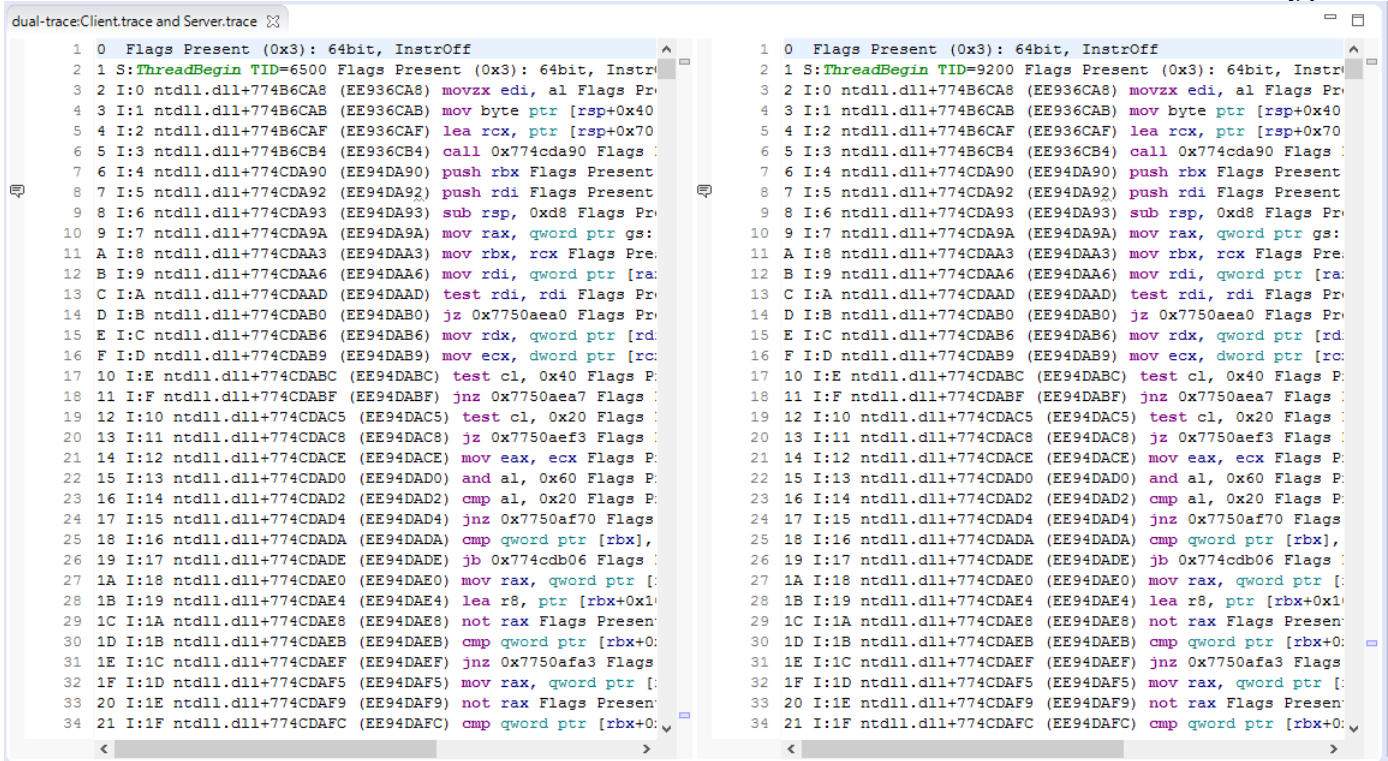 dual-trace:Client.trace and Server.trace
1 0 Flags Present (0x3): 64bit, InstrOff
2 1 S:ThreadBegin TID=6500 Flags Present (0x3): 64bit, Instr
3 2 I:0 ntdll.dll+774B6CA8 (EE936CA8) movzx edi, al Flags Pr
4 3 I:1 ntdll.dll+774B6CAB (EE936CAB) mov byte ptr [rsp+0x40
5 4 I:2 ntdll.dll+774B6CAF (EE936CAF) lea rcx, ptr [rsp+0x70
6 5 I:3 ntdll.dll+774B6CB4 (EE936CB4) call 0x774cda90 Flags
7 6 I:4 ntdll.dll+774CDA90 (EE94DA90) push rbx Flags Present
8 7 I:5 ntdll.dll+774CDA92 (EE94DA92) push rdi Flags Present
9 8 I:6 ntdll.dll+774CDA93 (EE94DA93) sub rsp, 0xd8 Flags Pr
10 9 I:7 ntdll.dll+774CDA9A (EE94DA9A) mov rax, qword ptr gs:
11 A I:8 ntdll.dll+774CDAA3 (EE94DAA3) mov rbx, rcx Flags Pre
12 B I:9 ntdll.dll+774CDAA6 (EE94DAA6) mov rdi, qword ptr [ra
13 C I:A ntdll.dll+774CDAAD (EE94DAAD) test rdi, rdi Flags Pr
14 D I:B ntdll.dll+774CDAB0 (EE94DAB0) jz 0x7750aea0 Flags Pr
15 E I:C ntdll.dll+774CDAB6 (EE94DAB6) mov rdx, qword ptr [rd
16 F I:D ntdll.dll+774CDAB9 (EE94DAB9) mov ecx, dword ptr [rc
17 10 I:E ntdll.dll+774CDABC (EE94DABC) test cl, 0x40 Flags P
18 11 I:F ntdll.dll+774CDABF (EE94DABF) jnz 0x7750aea7 Flags
19 12 I:10 ntdll.dll+774CDAC5 (EE94DAC5) test cl, 0x20 Flags
20 13 I:11 ntdll.dll+774CDAC8 (EE94DAC8) jz 0x7750aef3 Flags
21 14 I:12 ntdll.dll+774CDACE (EE94DACE) mov eax, ecx Flags P
22 15 I:13 ntdll.dll+774CDAD0 (EE94DAD0) and al, 0x60 Flags P
23 16 I:14 ntdll.dll+774CDAD2 (EE94DAD2) cmp al, 0x20 Flags P
24 17 I:15 ntdll.dll+774CDAD4 (EE94DAD4) jnz 0x7750af70 Flags
25 18 I:16 ntdll.dll+774CDADA (EE94DADA) cmp qword ptr [rbx],
26 19 I:17 ntdll.dll+774CDADE (EE94DADE) jb 0x774cdb06 Flags
27 1A I:18 ntdll.dll+774CDAE0 (EE94DAE0) mov rax, qword ptr [
28 1B I:19 ntdll.dll+774CDAE4 (EE94DAE4) lea r8, ptr [rbx+0x1
29 1C I:1A ntdll.dll+774CDAE8 (EE94DAE8) not rax Flags Presen
30 1D I:1B ntdll.dll+774CDAEB (EE94DAEB) cmp qword ptr [rbx+0
31 1E I:1C ntdll.dll+774CDAEF (EE94DAEF) jnz 0x7750afa3 Flags
32 1F I:1D ntdll.dll+774CDAF5 (EE94DAF5) mov rax, qword ptr [
33 20 I:1E ntdll.dll+774CDAF9 (EE94DAF9) not rax Flags Presen
34 21 I:1F ntdll.dll+774CDAFC (EE94DAFC) cmp qword ptr [rbx+0
1 0 Flags Present (0x3): 64bit, InstrOff
2 1 S:ThreadBegin TID=9200 Flags Present (0x3): 64bit, Instr
3 2 I:0 ntdll.dll+774B6CA8 (EE936CA8) movzx edi, al Flags Pr
4 3 I:1 ntdll.dll+774B6CAB (EE936CAB) mov byte ptr [rsp+0x40
5 4 I:2 ntdll.dll+774B6CAF (EE936CAF) lea rcx, ptr [rsp+0x70
6 5 I:3 ntdll.dll+774B6CB4 (EE936CB4) call 0x774cda90 Flags
7 6 I:4 ntdll.dll+774CDA90 (EE94DA90) push rbx Flags Present
8 7 I:5 ntdll.dll+774CDA92 (EE94DA92) push rdi Flags Present
9 8 I:6 ntdll.dll+774CDA93 (EE94DA93) sub rsp, 0xd8 Flags Pr
10 9 I:7 ntdll.dll+774CDA9A (EE94DA9A) mov rax, qword ptr gs:
11 A I:8 ntdll.dll+774CDAA3 (EE94DAA3) mov rbx, rcx Flags Pre
12 B I:9 ntdll.dll+774CDAA6 (EE94DAA6) mov rdi, qword ptr [ra
13 C I:A ntdll.dll+774CDAAD (EE94DAAD) test rdi, rdi Flags Pr
14 D I:B ntdll.dll+774CDAB0 (EE94DAB0) jz 0x7750aea0 Flags Pr
15 E I:C ntdll.dll+774CDAB6 (EE94DAB6) mov rdx, qword ptr [rd
16 F I:D ntdll.dll+774CDAB9 (EE94DAB9) mov ecx, dword ptr [rc
17 10 I:E ntdll.dll+774CDABC (EE94DABC) test cl, 0x40 Flags P
18 11 I:F ntdll.dll+774CDABF (EE94DABF) jnz 0x7750aea7 Flags
19 12 I:10 ntdll.dll+774CDAC5 (EE94DAC5) test cl, 0x20 Flags
20 13 I:11 ntdll.dll+774CDAC8 (EE94DAC8) jz 0x7750aef3 Flags
21 14 I:12 ntdll.dll+774CDACE (EE94DACE) mov eax, ecx Flags P
22 15 I:13 ntdll.dll+774CDAD0 (EE94DAD0) and al, 0x60 Flags P
23 16 I:14 ntdll.dll+774CDAD2 (EE94DAD2) cmp al, 0x20 Flags P
24 17 I:15 ntdll.dll+774CDAD4 (EE94DAD4) jnz 0x7750af70 Flags
25 18 I:16 ntdll.dll+774CDADA (EE94DADA) cmp qword ptr [rbx],
26 19 I:17 ntdll.dll+774CDADE (EE94DADE) jb 0x774cdb06 Flags
27 1A I:18 ntdll.dll+774CDAE0 (EE94DAE0) mov rax, qword ptr [
28 1B I:19 ntdll.dll+774CDAE4 (EE94DAE4) lea r8, ptr [rbx+0x1
29 1C I:1A ntdll.dll+774CDAE8 (EE94DAE8) not rax Flags Presen
30 1D I:1B ntdll.dll+774CDAEB (EE94DAEB) cmp qword ptr [rbx+0
31 1E I:1C ntdll.dll+774CDAEF (EE94DAEF) jnz 0x7750afa3 Flags
32 1F I:1D ntdll.dll+774CDAF5 (EE94DAF5) mov rax, qword ptr [
33 20 I:1E ntdll.dll+774CDAF9 (EE94DAF9) not rax Flags Presen
34 21 I:1F ntdll.dll+774CDAFC (EE94DAFC) cmp qword ptr [rbx+0